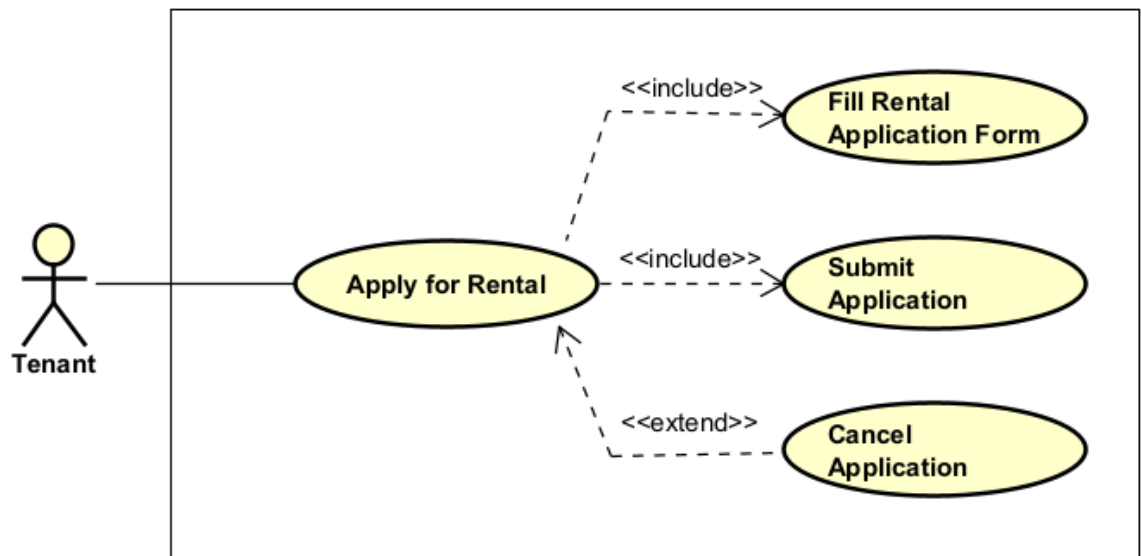 <<include>>
Fill Rental
Application Form
Apply for Rental
<<include>>
Submit
Application
Tenant
<<extend>>
Cancel
Application